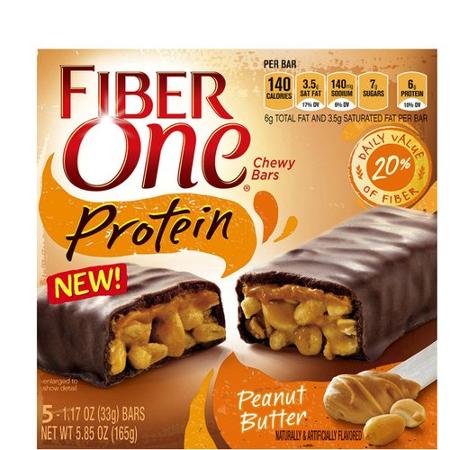 PER BAR
140 CALORIES
3.5g SAT FAT 17% DV
140mg SODIUM 6% DV
7g SUGARS
6g PROTEIN 10% DV
6g TOTAL FAT AND 3.5g SATURATED FAT PER BAR
FIBER
One®
Chewy
Bars
DAILY VALUE
20%
OF FIBER
Protein
NEW!
enlarged to
show detail
5 - 1.17 OZ (33g) BARS
NET WT 5.85 OZ (165g)
Peanut
Butter
NATURALLY & ARTIFICIALLY FLAVORED